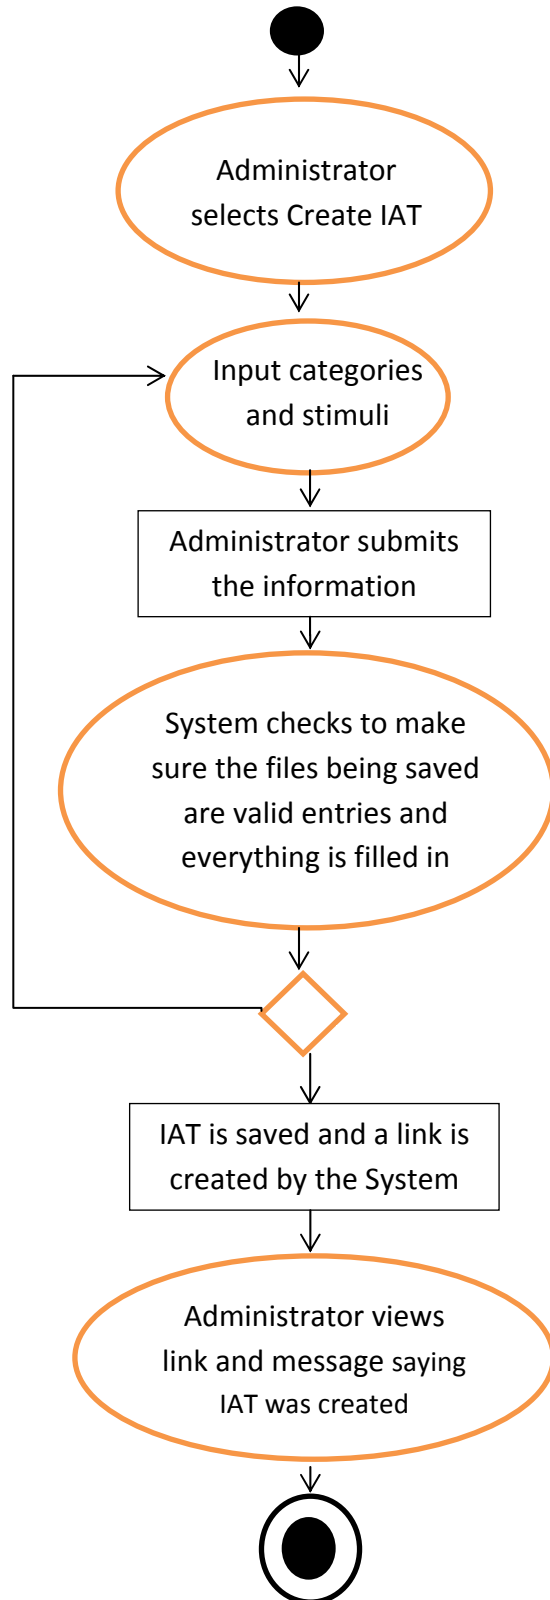 Administrator
selects Create IAT
Input categories
and stimuli
Administrator submits
the information
System checks to make
sure the files being saved
are valid entries and
everything is filled in
IAT is saved and a link is
created by the System
Administrator views
link and message saying
IAT was created